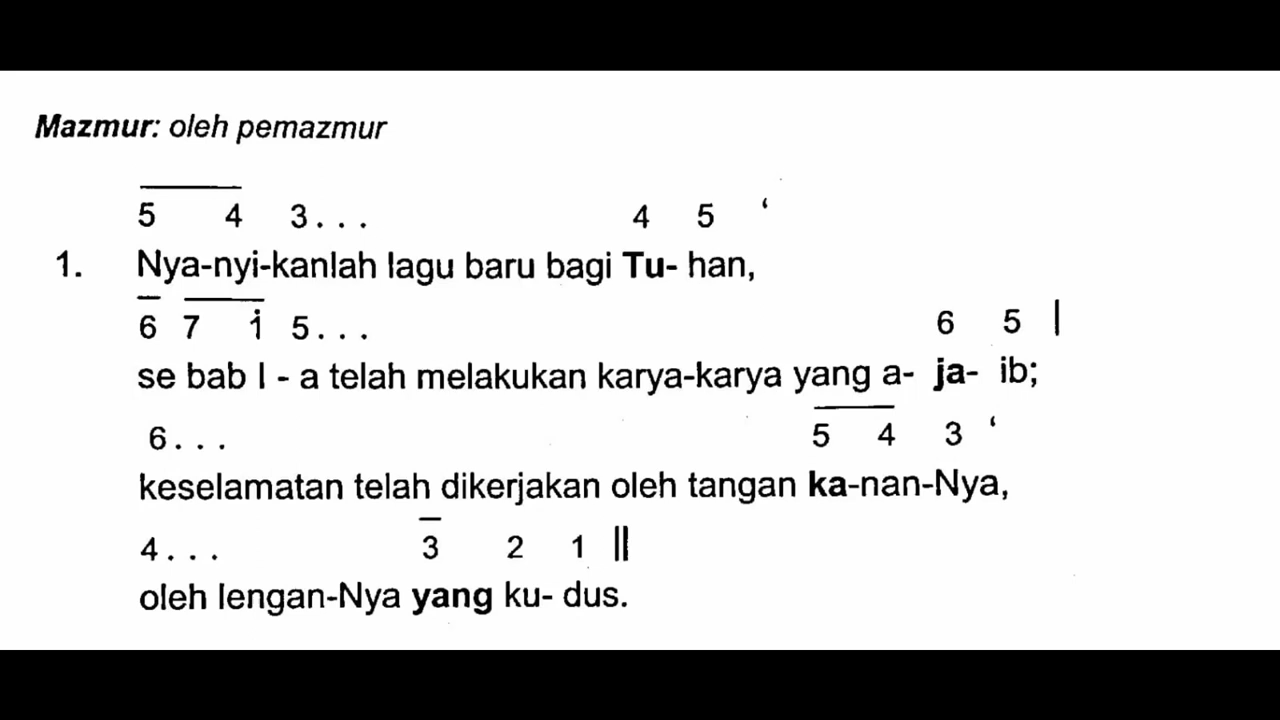 Mazmur: oleh pemazmur
5 4 3... 4 5 ‘
1. Nya-nyi-kanlah lagu baru bagi Tu- han,
6 7 1̇ 5... 6 5 |
se bab I - a telah melakukan karya-karya yang a- ja- ib;
6... 5 4 3 ‘
keselamatan telah dikerjakan oleh tangan ka-nan-Nya,
4... 3 2 1 ||
oleh lengan-Nya yang ku- dus.